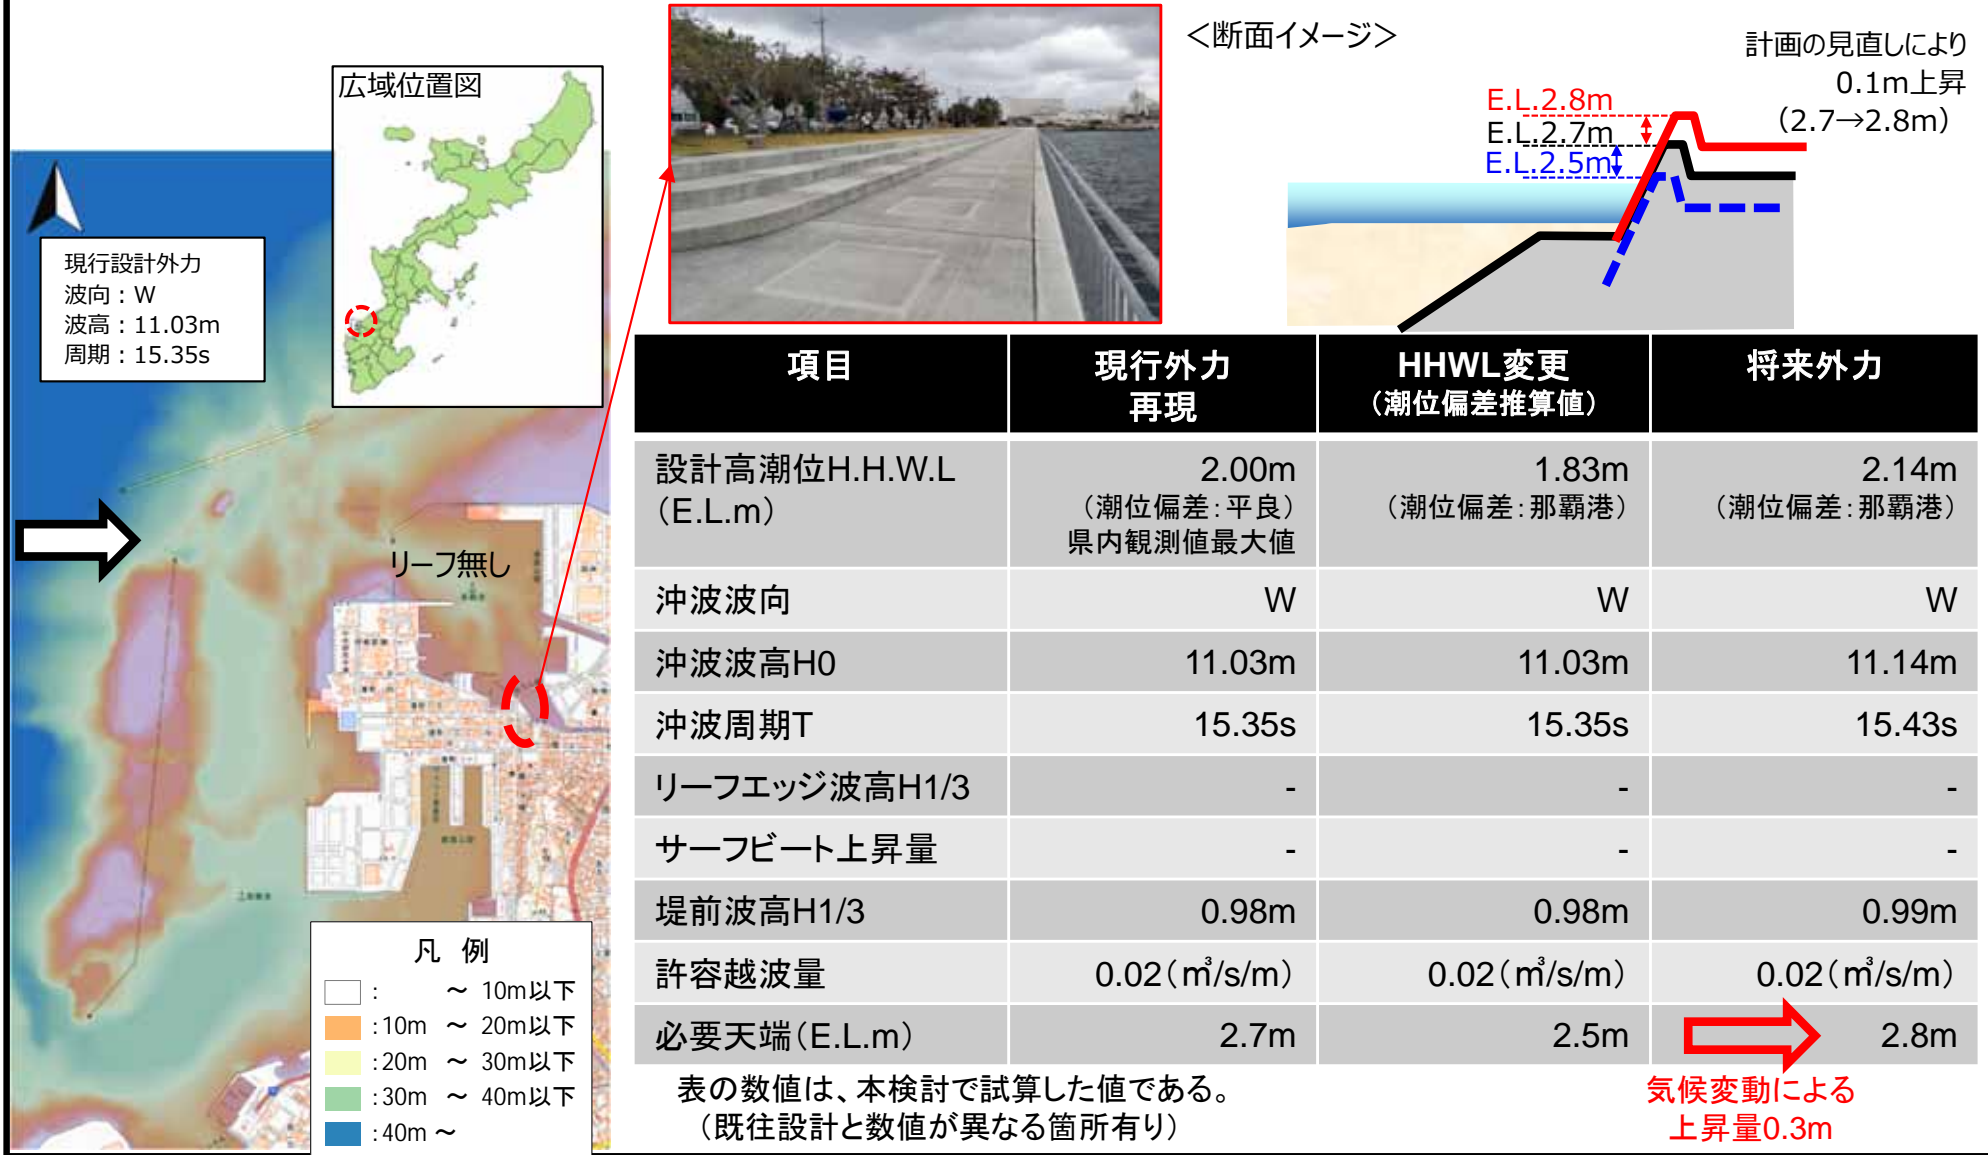 広域位置図
現行設計外力
波向：W
波高：11.03m
周期：15.35s
リーフ無し
凡 例
： ～ 10m以下
：10m ～ 20m以下
：20m ～ 30m以下
：30m ～ 40m以下
：40m ～
＜断面イメージ＞
計画の見直しにより
0.1m上昇
（2.7→2.8m）
E.L.2.8m
E.L.2.7m
E.L.2.5m
項目 現行外力再現 HHWL変更（潮位偏差推算値） 将来外力
設計高潮位H.H.W.L（E.L.m） 2.00m（潮位偏差：平良）県内観測値最大値 1.83m（潮位偏差：那覇港） 2.14m（潮位偏差：那覇港）
沖波波向 W W W
沖波波高H0 11.03m 11.03m 11.14m
沖波周期T 15.35s 15.35s 15.43s
リーフエッジ波高H1/3 - - -
サーフビート上昇量 - - -
堤前波高H1/3 0.98m 0.98m 0.99m
許容越波量 0.02（㎥/s/m） 0.02（㎥/s/m） 0.02（㎥/s/m）
必要天端（E.L.m） 2.7m 2.5m 2.8m
表の数値は、本検討で試算した値である。
（既往設計と数値が異なる箇所有り）
気候変動による
上昇量0.3m